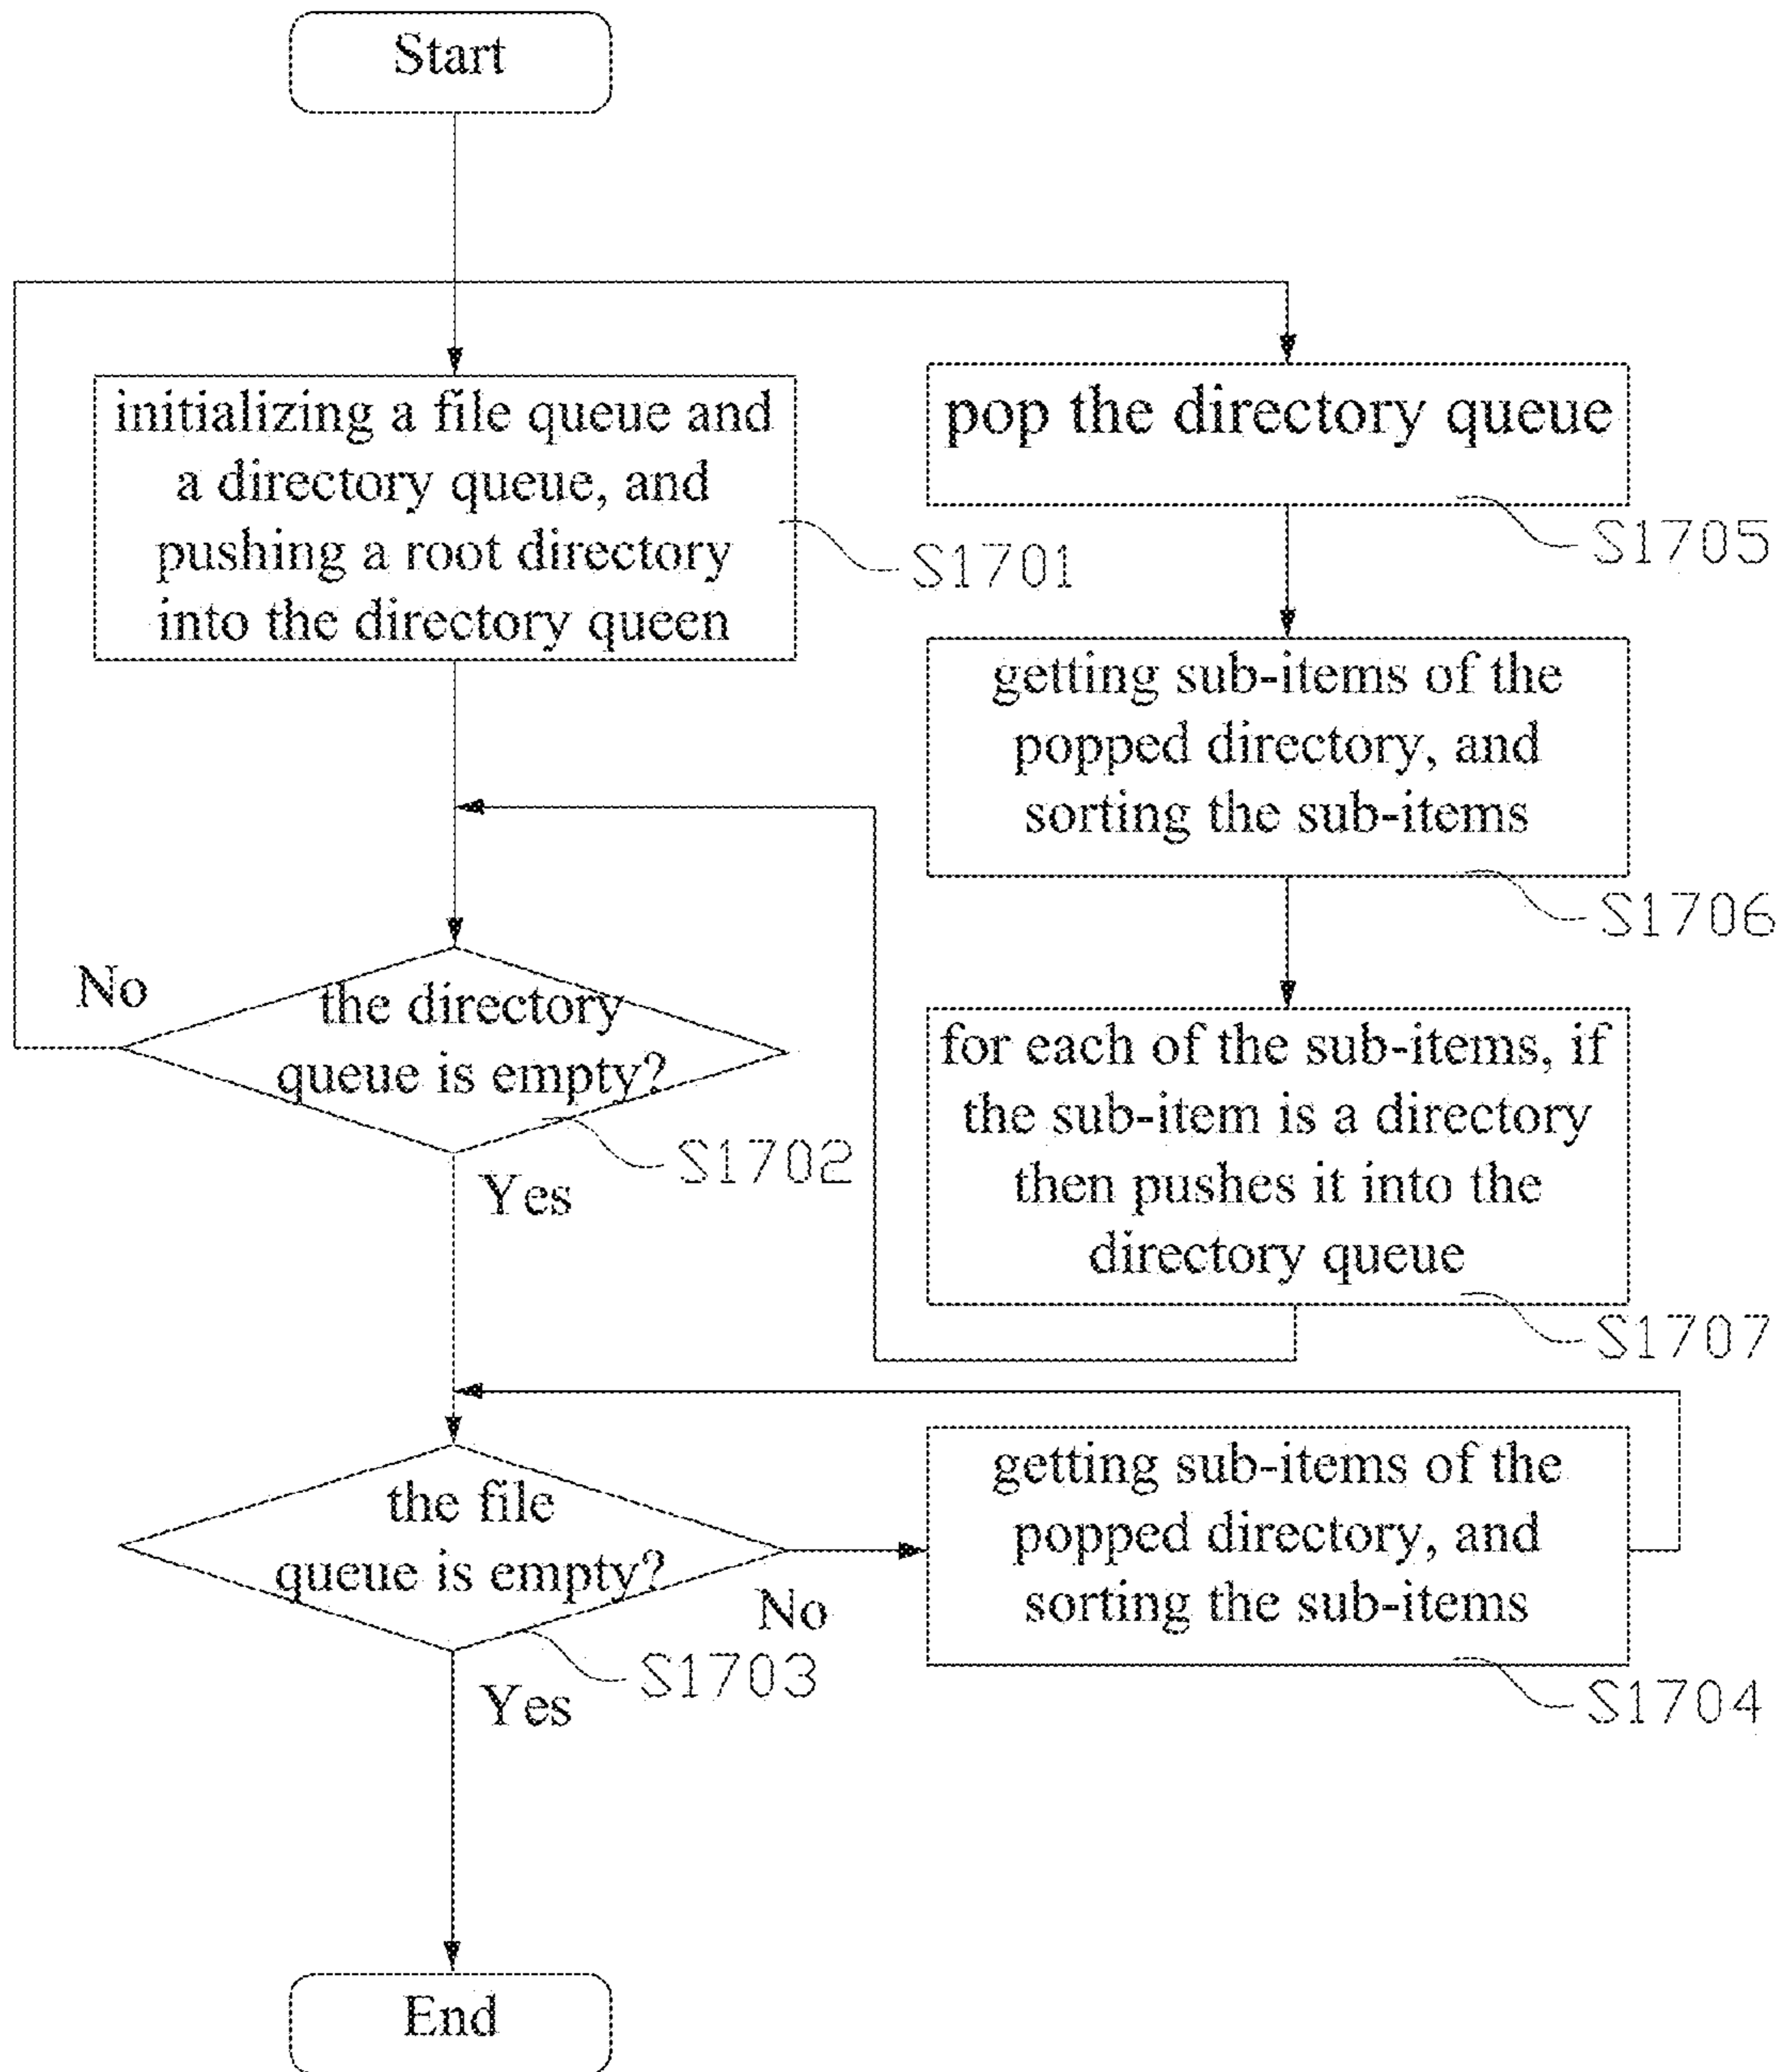 Start
initializing a file queue and
a directory queue, and
pushing a root directory
into the directory queen
S1701
pop the directory queue
S1705
getting sub-items of the
popped directory, and
sorting the sub-items
S1706
No
the directory
queue is empty?
S1702
Yes
for each of the sub-items, if
the sub-item is a directory
then pushes it into the
directory queue
S1707
the file
queue is empty?
No
S1703
Yes
getting sub-items of the
popped directory, and
sorting the sub-items
S1704
End